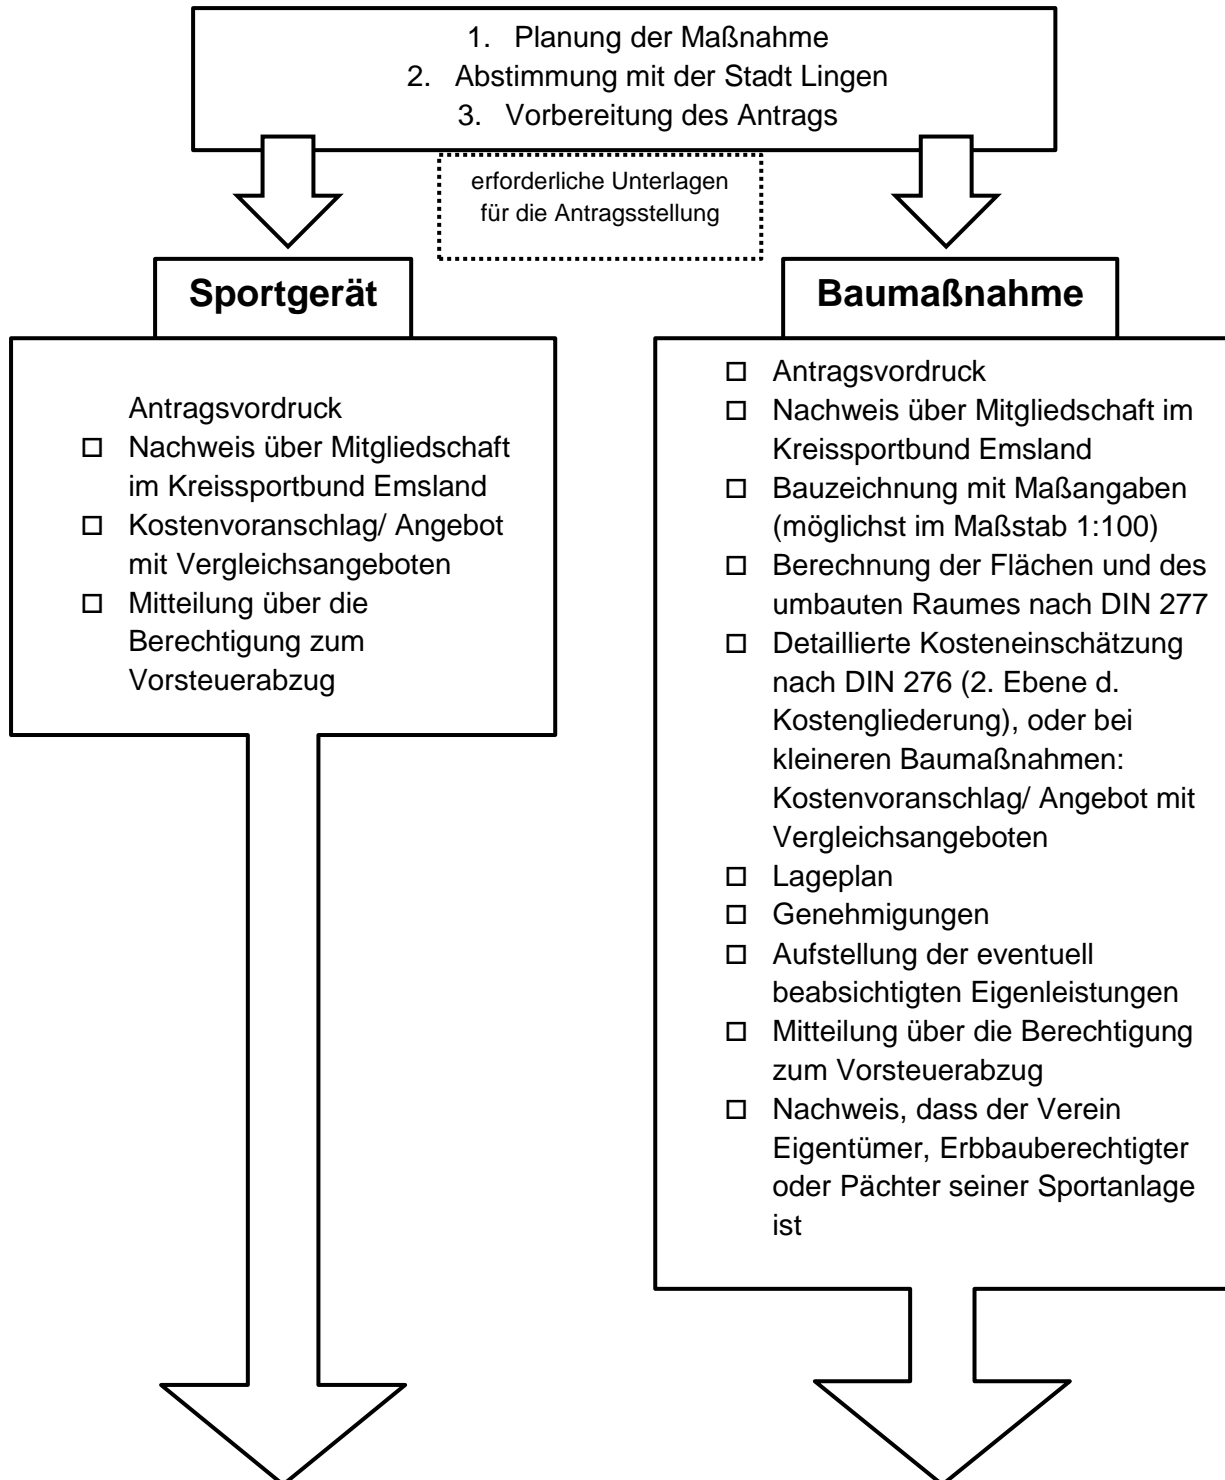 1. Planung der Maßnahme
2. Abstimmung mit der Stadt Lingen
3. Vorbereitung des Antrags
erforderliche Unterlagen
für die Antragsstellung
Sportgerät
Antragsvordruck
☐ Nachweis über Mitgliedschaft
im Kreissportbund Emsland
☐ Kostenvoranschlag/ Angebot
mit Vergleichsangeboten
☐ Mitteilung über die
Berechtigung zum
Vorsteuerabzug
Baumaßnahme
☐ Antragsvordruck
☐ Nachweis über Mitgliedschaft im
Kreissportbund Emsland
☐ Bauzeichnung mit Maßangaben
(möglichst im Maßstab 1:100)
☐ Berechnung der Flächen und des
umbauten Raumes nach DIN 277
☐ Detaillierte Kosteneinschätzung
nach DIN 276 (2. Ebene d.
Kostengliederung), oder bei
kleineren Baumaßnahmen:
Kostenvoranschlag/ Angebot mit
Vergleichsangeboten
☐ Lageplan
☐ Genehmigungen
☐ Aufstellung der eventuell
beabsichtigten Eigenleistungen
☐ Mitteilung über die Berechtigung
zum Vorsteuerabzug
☐ Nachweis, dass der Verein
Eigentümer, Erbbauberechtigter
oder Pächter seiner Sportanlage
ist